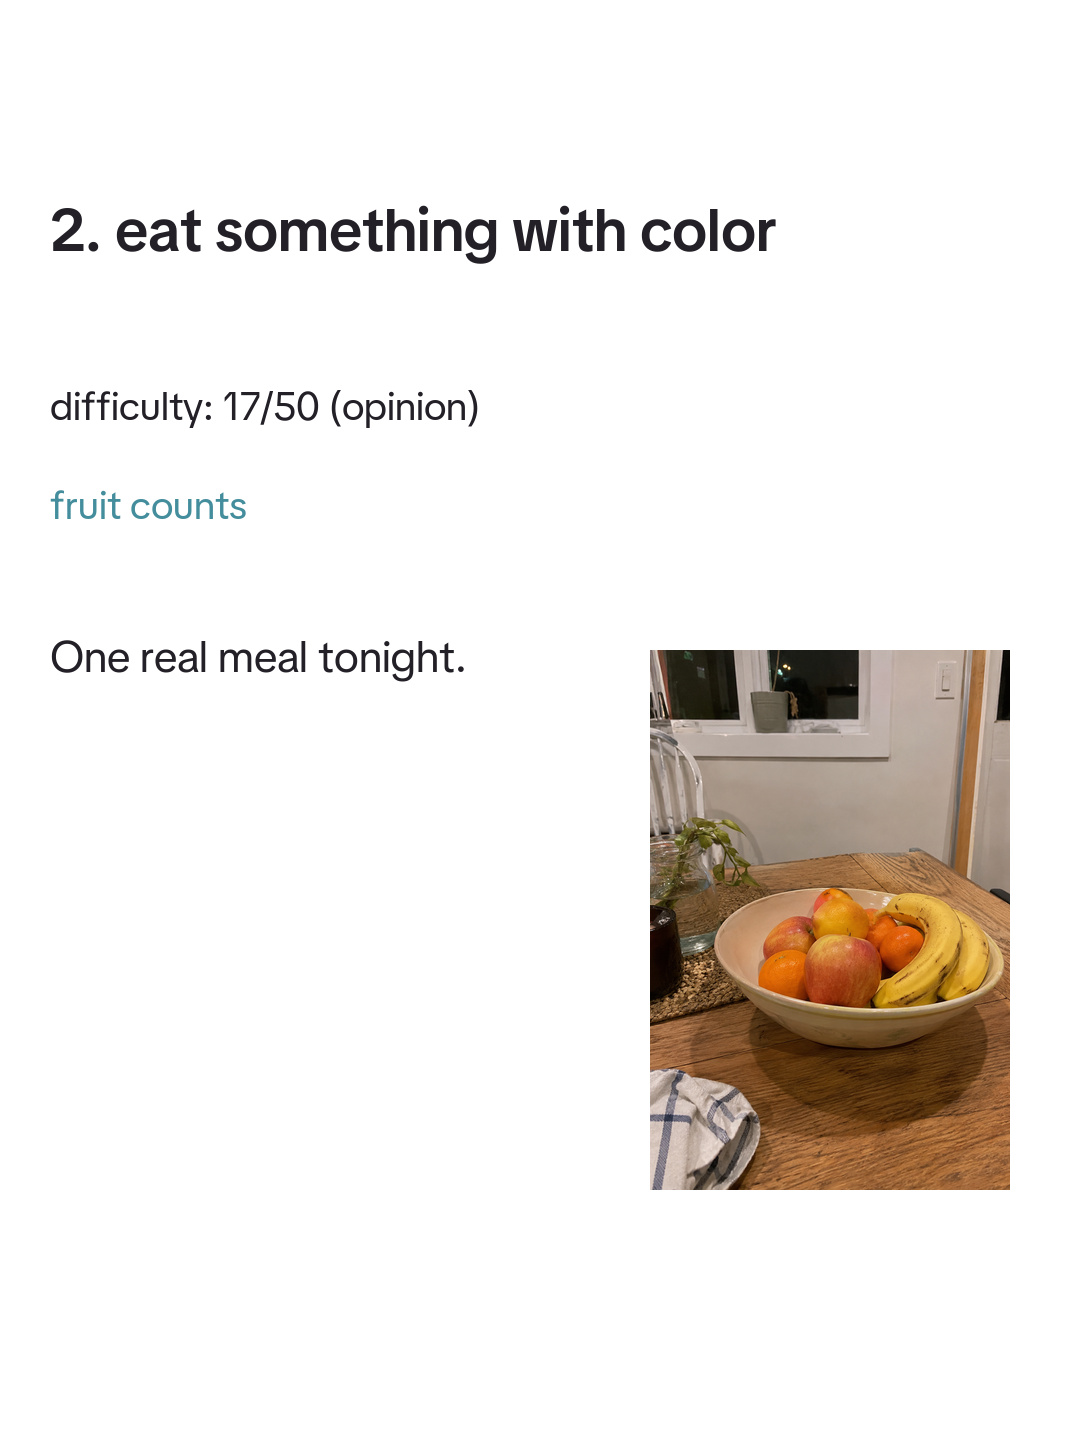 2. eat something with color
difficulty: 17/50 (opinion)
fruit counts
One real meal tonight.